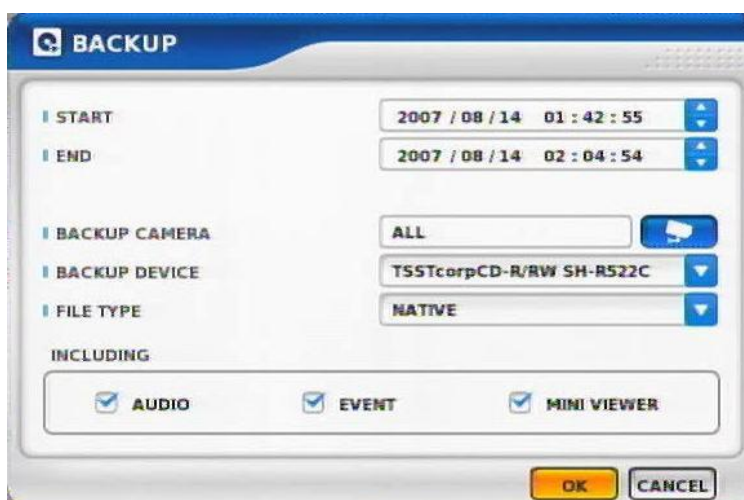 BACKUP
START 2007 / 08 / 14 01 : 42 : 55
END 2007 / 08 / 14 02 : 04 : 54
BACKUP CAMERA ALL
BACKUP DEVICE TSSTcorpCD-R/RW SH-R522C
FILE TYPE NATIVE
INCLUDING
AUDIO EVENT MINI VIEWER
OK CANCEL